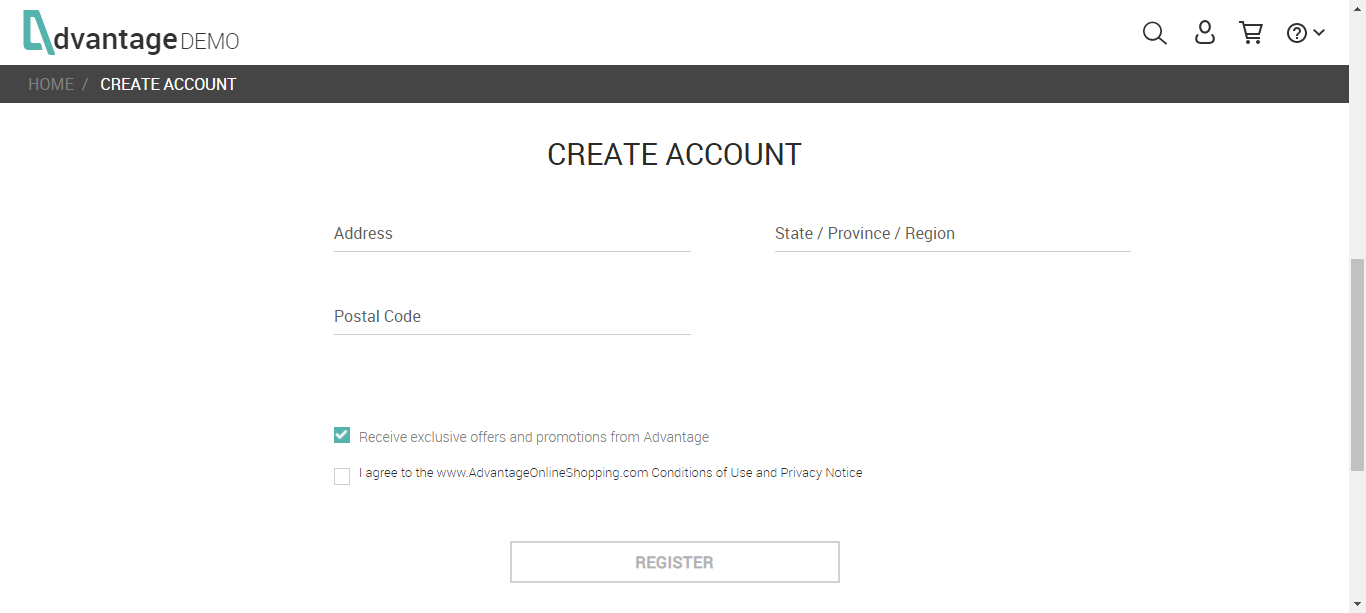 dvantage DEMO
HOME / CREATE ACCOUNT
CREATE ACCOUNT
Address
State / Province / Region
Postal Code
Receive exclusive offers and promotions from Advantage
I agree to the www.AdvantageOnlineShopping.com Conditions of Use and Privacy Notice
REGISTER